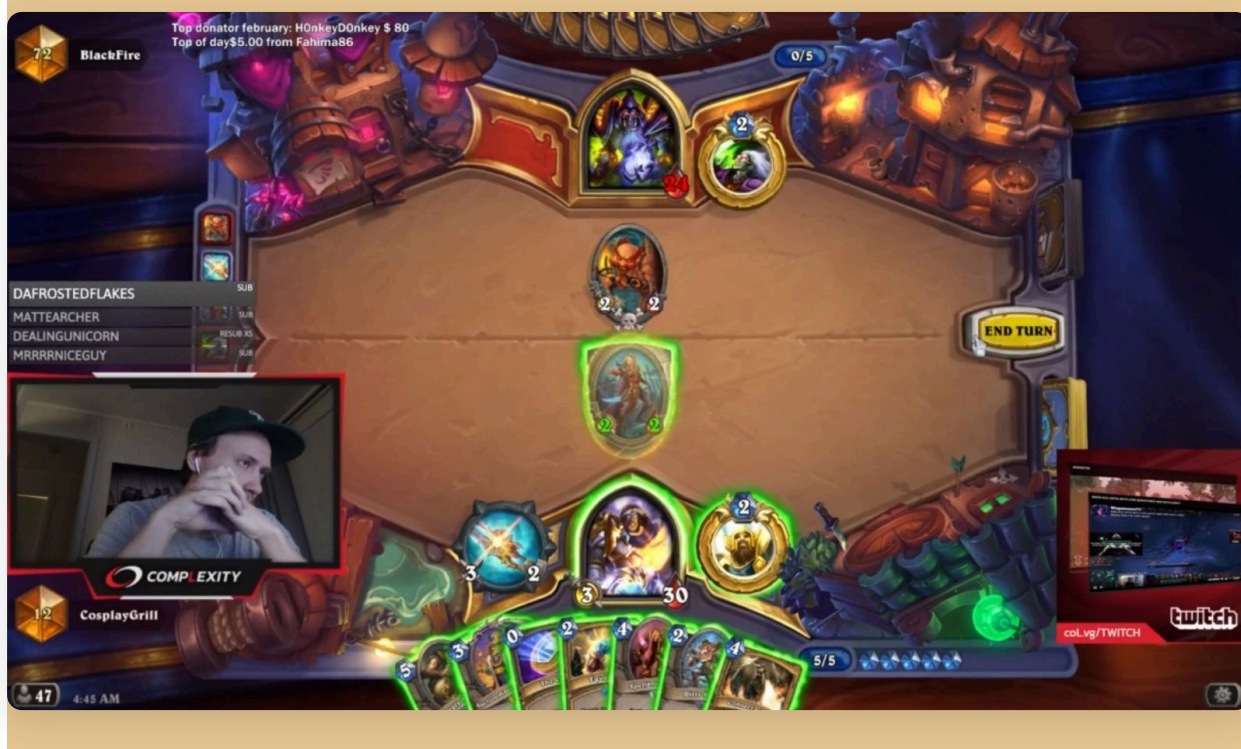 Top donator february: H0nkeyD0nkey $ 80
Top of day$5.00 from Fahima86
72
BlackFire
0/5
2
24
2 2
DAFROSTEDFLAKES
SUB
MATTEARCHER
SUB
DEALINGUNICORN
RESUB X5
MRRRRNICEGUY
SUB
END TURN
2 2
2
3 2
3 30
COMPLEXITY
12
CosplayGrill
5 3 0 2 4 2 4
5/5
twitch
coL.vg/TWITCH
47
4:45 AM